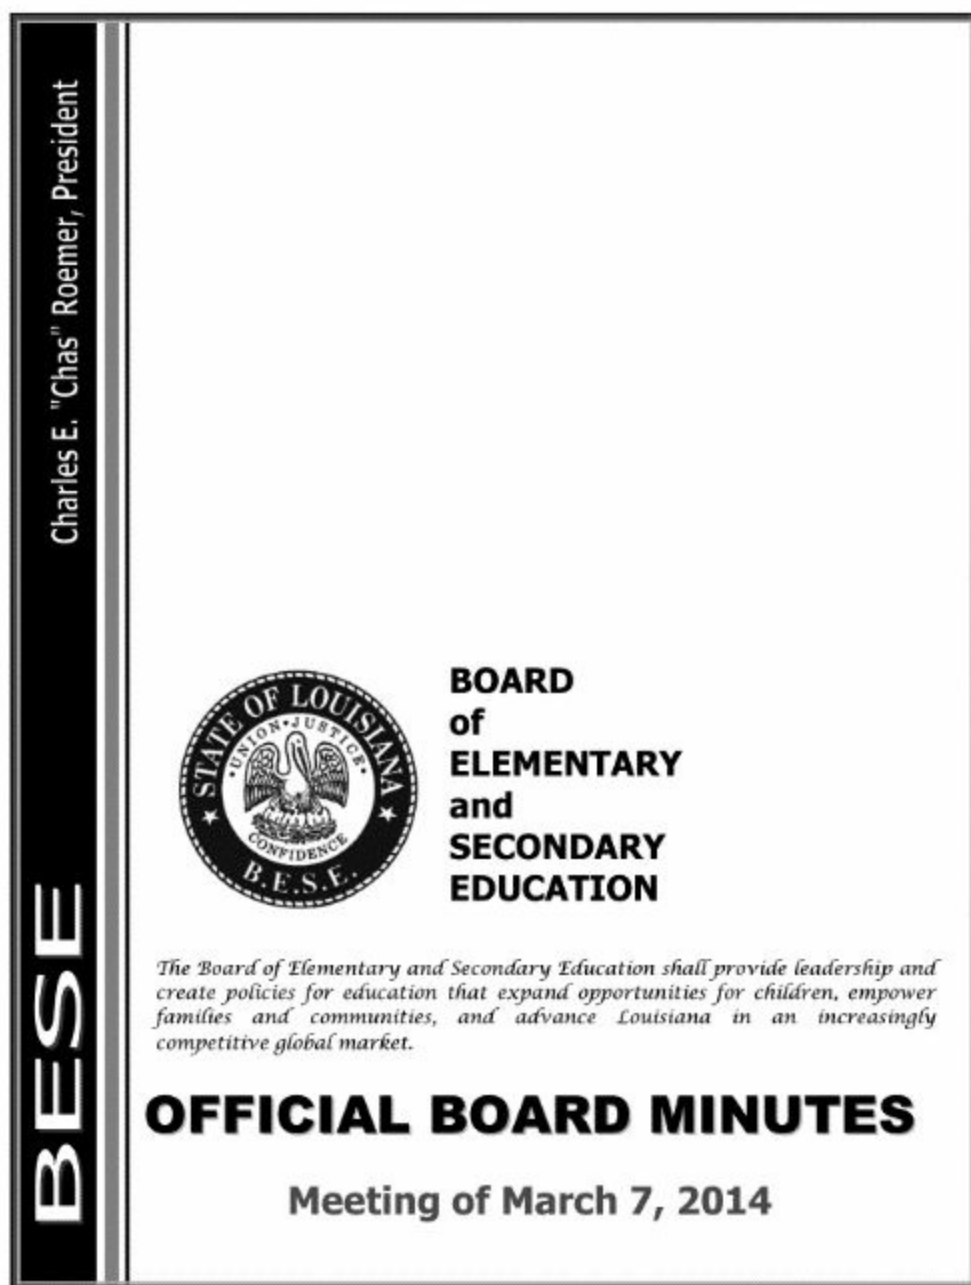 Charles E. "Chas" Roemer, President
BESE
STATE OF LOUISIANA
UNION JUSTICE
CONFIDENCE
B.E.S.E.
BOARD
of
ELEMENTARY
and
SECONDARY
EDUCATION
The Board of Elementary and Secondary Education shall provide leadership and
create policies for education that expand opportunities for children, empower
families and communities, and advance Louisiana in an increasingly
competitive global market.
OFFICIAL BOARD MINUTES
Meeting of March 7, 2014